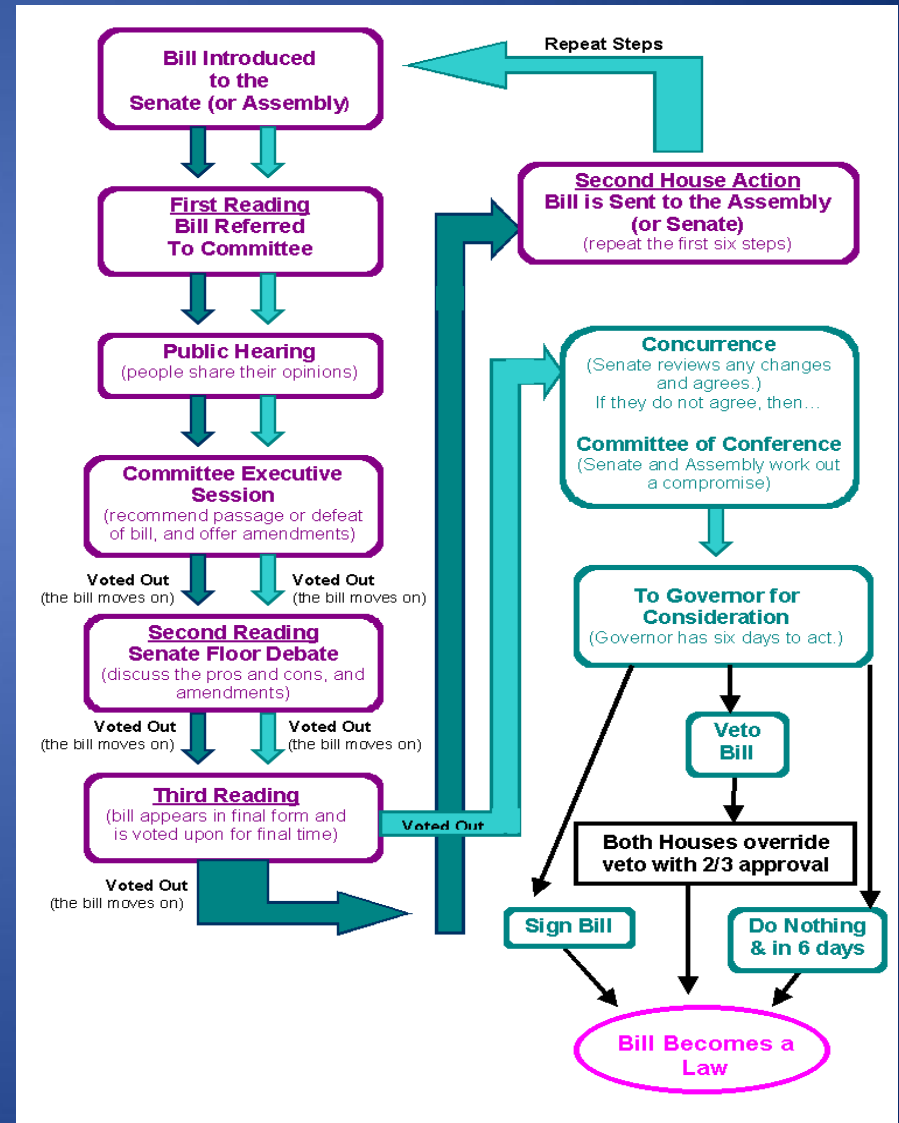 Bill Introduced
to the
Senate (or Assembly)
First Reading
Bill Referred
To Committee
Public Hearing
(people share their opinions)
Committee Executive
Session
(recommend passage or defeat
of bill, and offer amendments)
Voted Out
(the bill moves on)
Voted Out
(the bill moves on)
Second Reading
Senate Floor Debate
(discuss the pros and cons, and
amendments)
Voted Out
(the bill moves on)
Voted Out
(the bill moves on)
Third Reading
(bill appears in final form and
is voted upon for final time)
Voted Out
(the bill moves on)
Voted Out
Repeat Steps
Second House Action
Bill is Sent to the Assembly
(or Senate)
(repeat the first six steps)
Concurrence
(Senate reviews any changes
and agrees.)
If they do not agree, then…
Committee of Conference
(Senate and Assembly work out
a compromise)
To Governor for
Consideration
(Governor has six days to act.)
Veto
Bill
Both Houses override
veto with 2/3 approval
Sign Bill
Do Nothing
& in 6 days
Bill Becomes a
Law